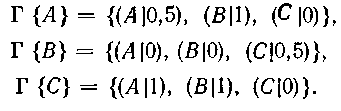 Γ {A} = {(A|0,5), (B|1), (C|0)},
Γ {B} = {(A|0), (B|0), (C|0,5)},
Γ {C} = {(A|1), (B|1), (C|0)}.